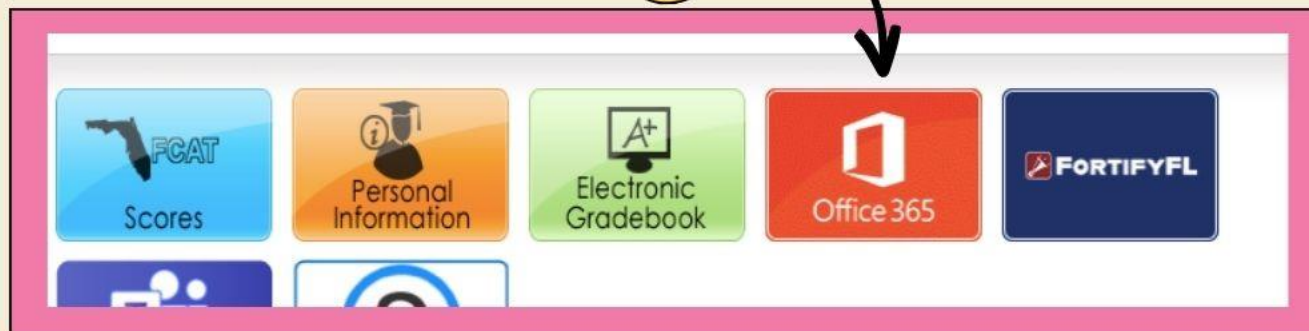 FCAT
Scores
Personal
Information
A+
Electronic
Gradebook
Office 365
FORTIFYFL